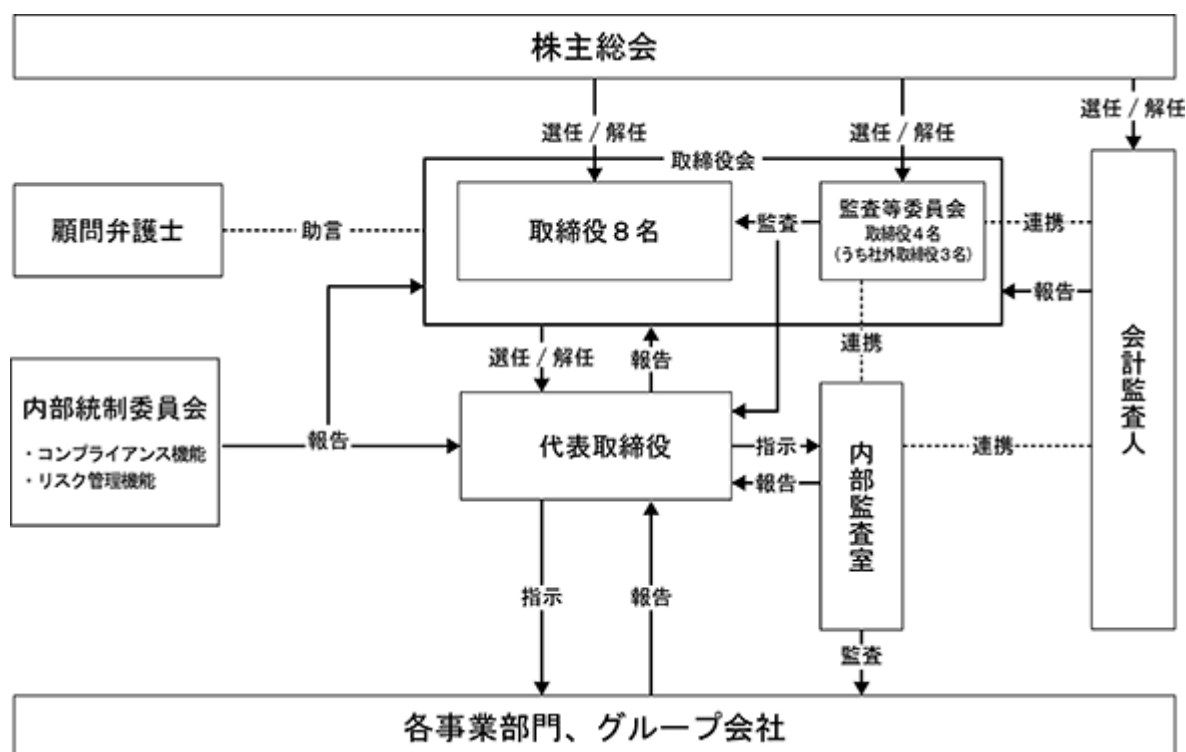 株主総会
選任 / 解任
選任 / 解任
選任 / 解任
取締役会
顧問弁護士
助言
取締役８名
監査
監査等委員会
取締役４名
(うち社外取締役３名)
連携
報告
会計監査人
選任 / 解任
報告
連携
内部統制委員会
・コンプライアンス機能
・リスク管理機能
報告
代表取締役
指示
報告
内部監査室
連携
指示
報告
監査
各事業部門、グループ会社